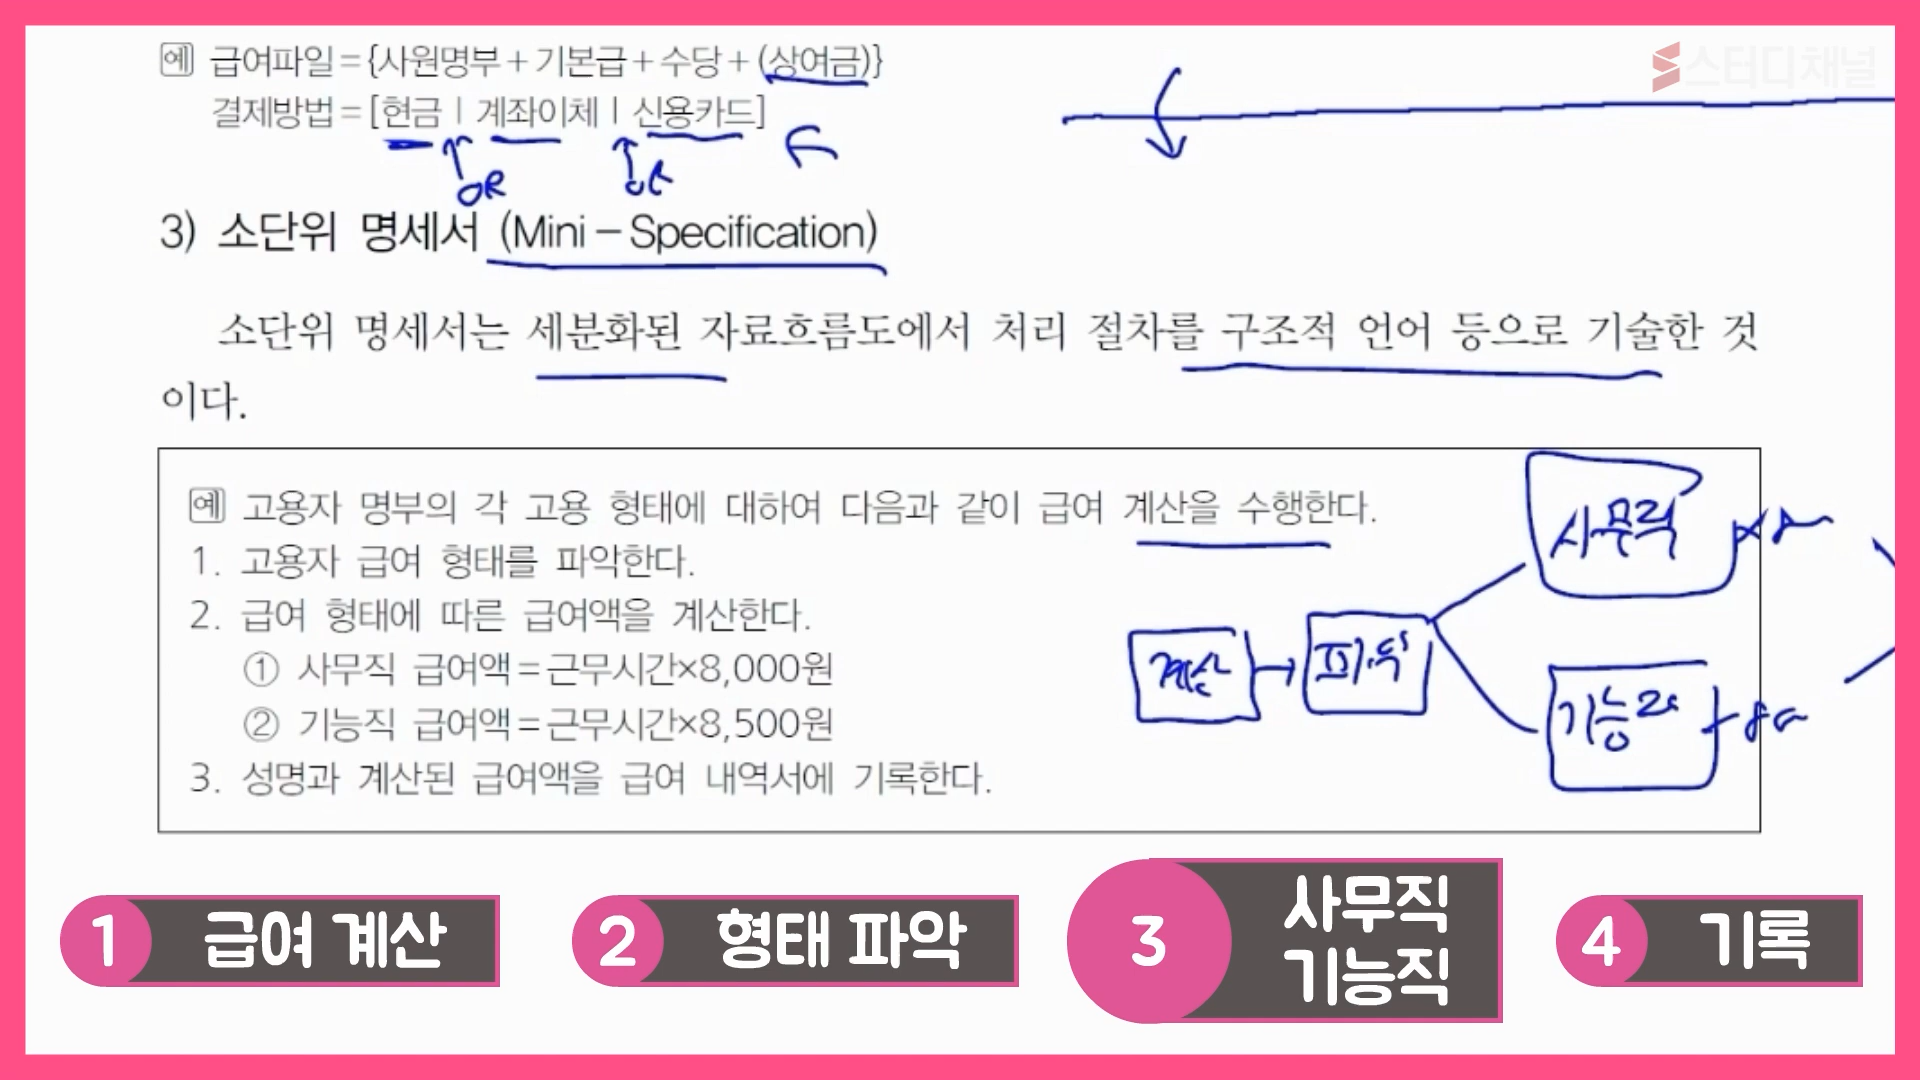 예 급여파일={사원명부+기본급+수당+(상여금)}
스터디채널
결제방법=[현금ㅣ계좌이체ㅣ신용카드]
OR OR
3) 소단위 명세서 (Mini-Specification)
소단위 명세서는 세분화된 자료흐름도에서 처리 절차를 구조적 언어 등으로 기술한 것
이다.
예 고용자 명부의 각 고용 형태에 대하여 다음과 같이 급여 계산을 수행한다.
사무직
1. 고용자 급여 형태를 파악한다.
2. 급여 형태에 따른 급여액을 계산한다.
① 사무직 급여액=근무시간×8,000원
계산 파악
② 기능직 급여액=근무시간×8,500원
기능직
3. 성명과 계산된 급여액을 급여 내역서에 기록한다.
1 급여 계산
2 형태 파악
3 사무직
기능직
4 기록